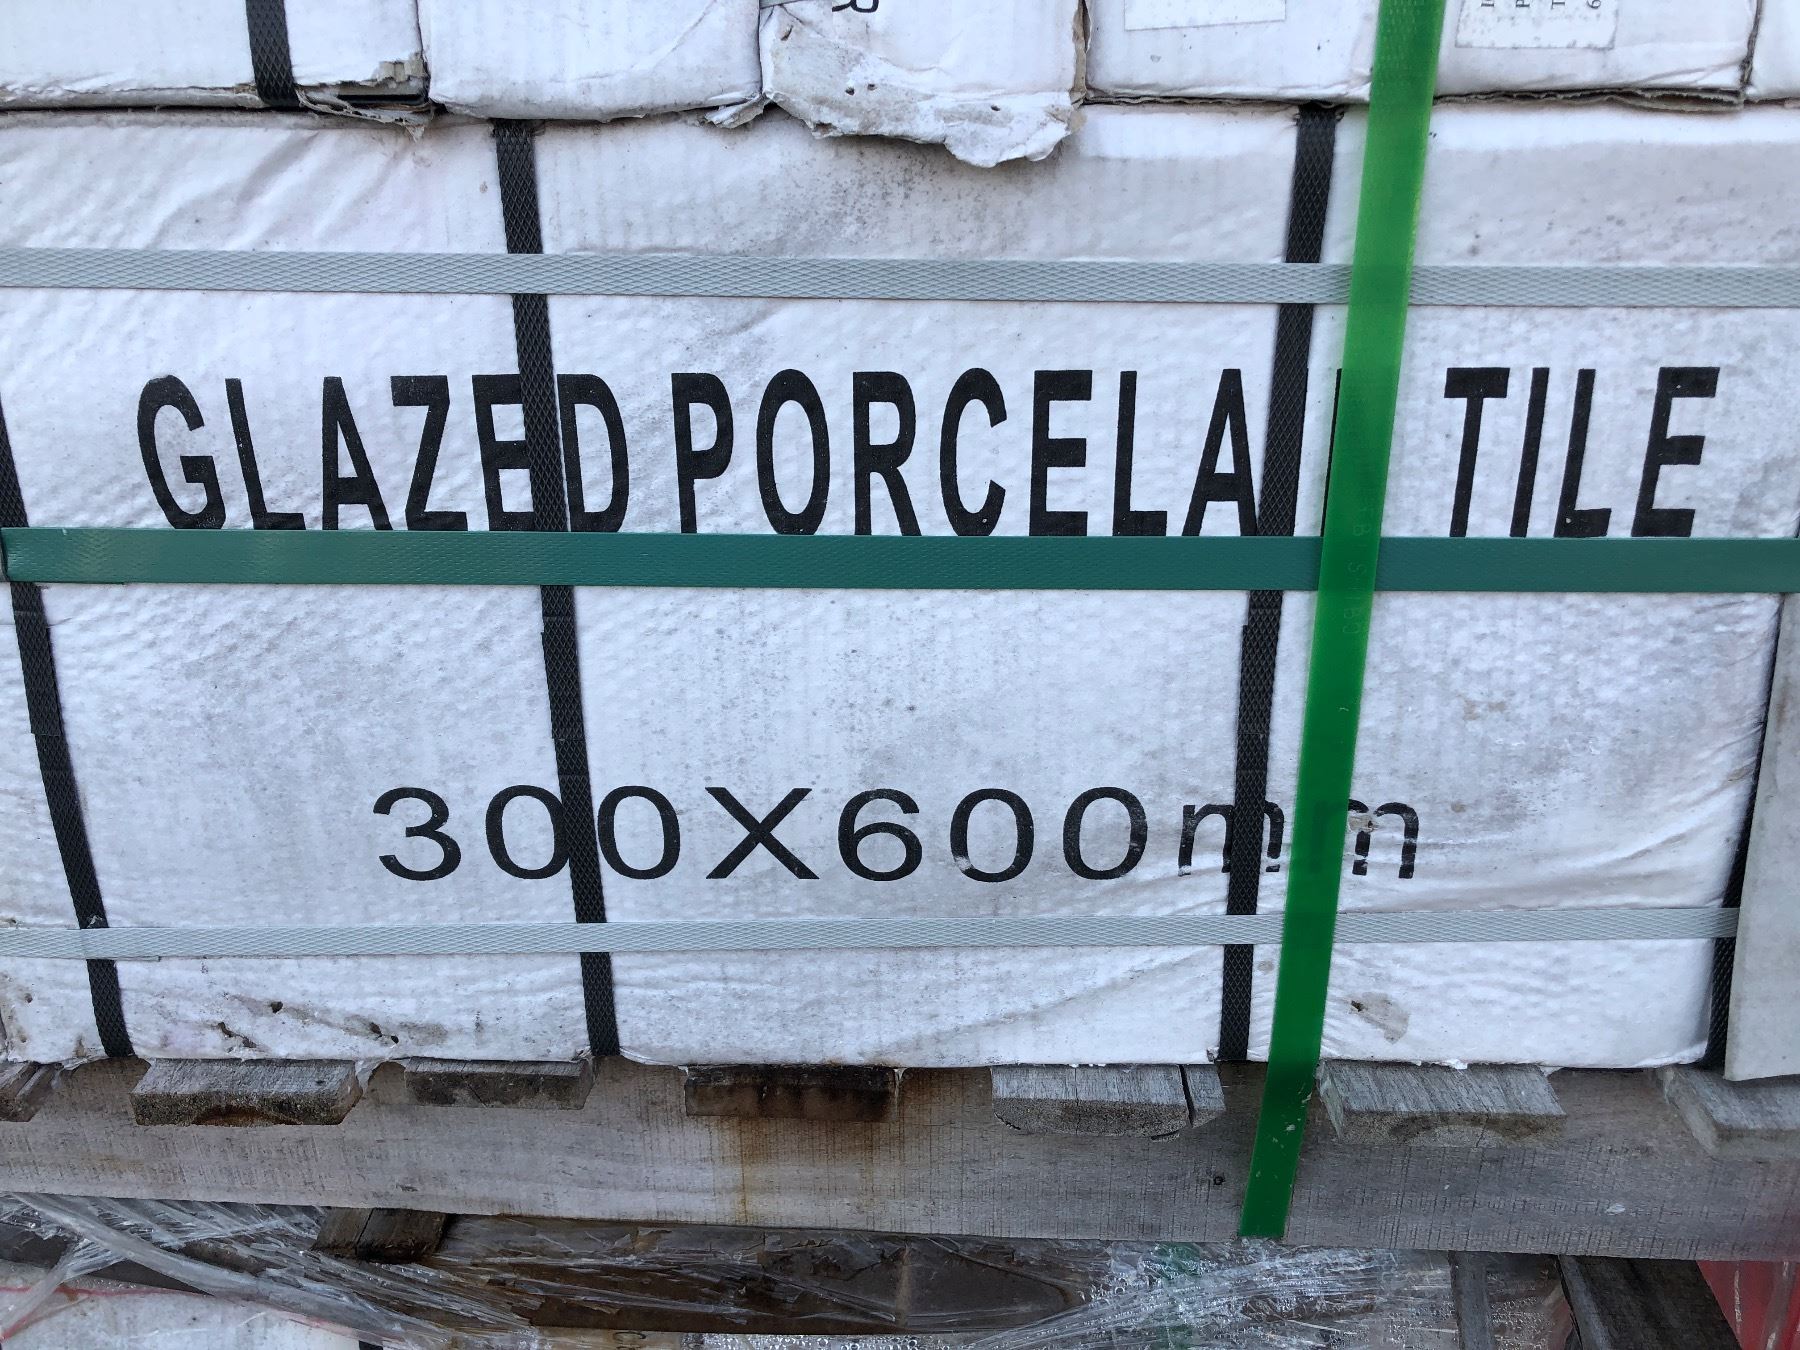 GLAZED PORCELAIN TILE
300X600mm